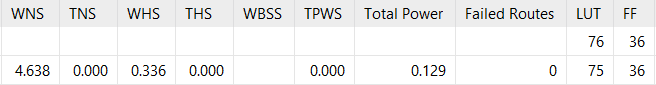 WNS TNS WHS THS WBSS TPWS Total Power Failed Routes LUT FF
76 36
4.638 0.000 0.336 0.000 0.000 0.129 0 75 36